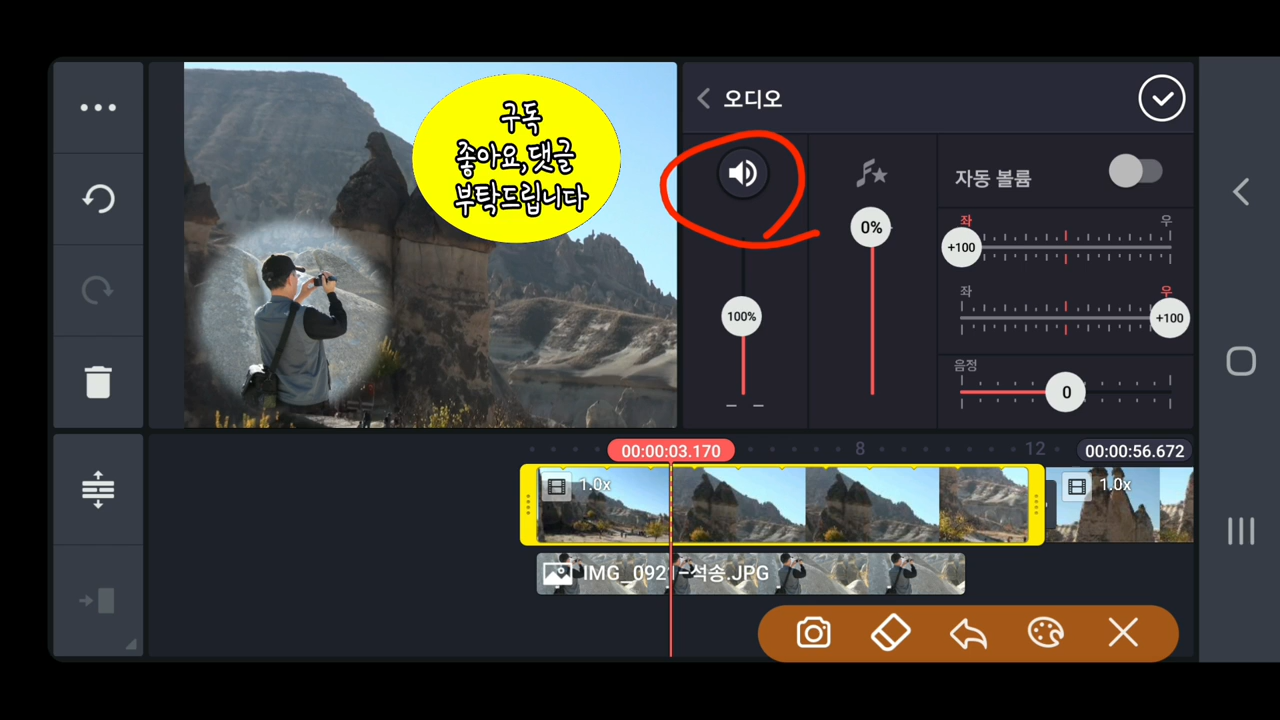 구독
좋아요, 댓글
부탁드립니다
오디오
자동 볼륨
좌 우
+100
좌 우
+100
음정
0
100%
0%
00:00:03.170
8
12
00:00:56.672
1.0x
1.0x
IMG_0921-석송.JPG